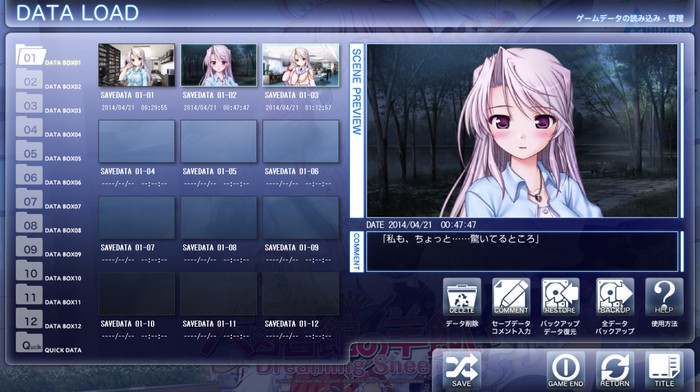 DATA LOAD
ゲームデータの読み込み・管理
01 DATA BOX01
02 DATA BOX02
03 DATA BOX03
04 DATA BOX04
05 DATA BOX05
06 DATA BOX06
07 DATA BOX07
08 DATA BOX08
09 DATA BOX09
10 DATA BOX10
11 DATA BOX11
12 DATA BOX12
Quick QUICK DATA
SAVEDATA 01-01 SAVEDATA 01-02 SAVEDATA 01-03
2014/04/21 00:29:55 2014/04/21 00:47:47 2014/04/21 01:12:57
SAVEDATA 01-04 SAVEDATA 01-05 SAVEDATA 01-06
----/--/-- --:--:-- ----/--/-- --:--:-- ----/--/-- --:--:--
SAVEDATA 01-07 SAVEDATA 01-08 SAVEDATA 01-09
----/--/-- --:--:-- ----/--/-- --:--:-- ----/--/-- --:--:--
SAVEDATA 01-10 SAVEDATA 01-11 SAVEDATA 01-12
----/--/-- --:--:-- ----/--/-- --:--:-- ----/--/-- --:--:--
SCENE PREVIEW
DATE 2014/04/21 00:47:47
COMMENT
「私も、ちょっと……驚いてるところ」
DELETE COMMENT RESTORE BACKUP HELP
データ削除 セーブデータ バックアップ 全データ 使用方法
コメント入力 データ復元 バックアップ
SAVE GAME END RETURN TITLE
Dreaming Sheep